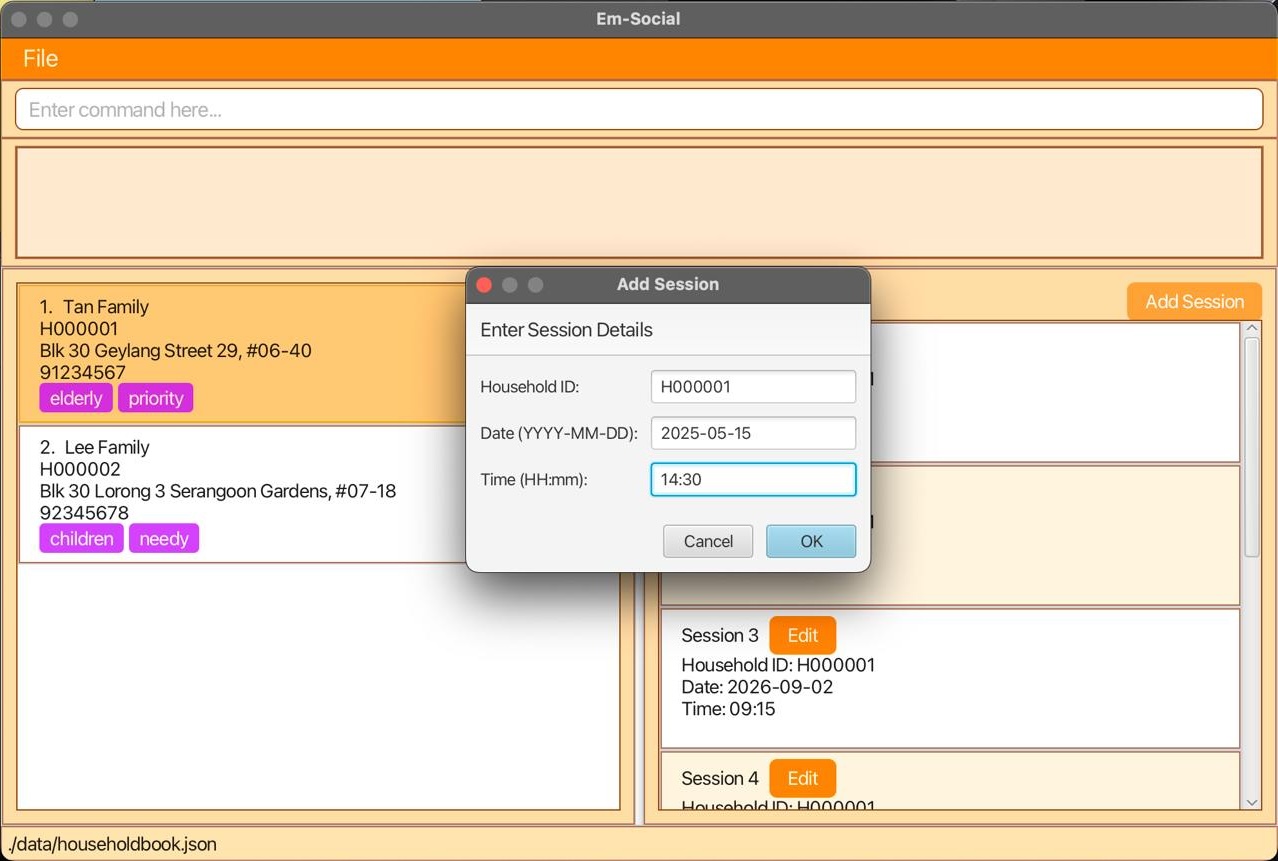 Em-Social
File
Enter command here...
1. Tan Family
H000001
Blk 30 Geylang Street 29, #06-40
91234567
elderly priority
2. Lee Family
H000002
Blk 30 Lorong 3 Serangoon Gardens, #07-18
92345678
children needy
Add Session
Add Session
Enter Session Details
Household ID: H000001
Date (YYYY-MM-DD): 2025-05-15
Time (HH:mm): 14:30
Cancel OK
Session 3 Edit
Household ID: H000001
Date: 2026-09-02
Time: 09:15
Session 4 Edit
Household ID: H000001
./data/householdbook.json